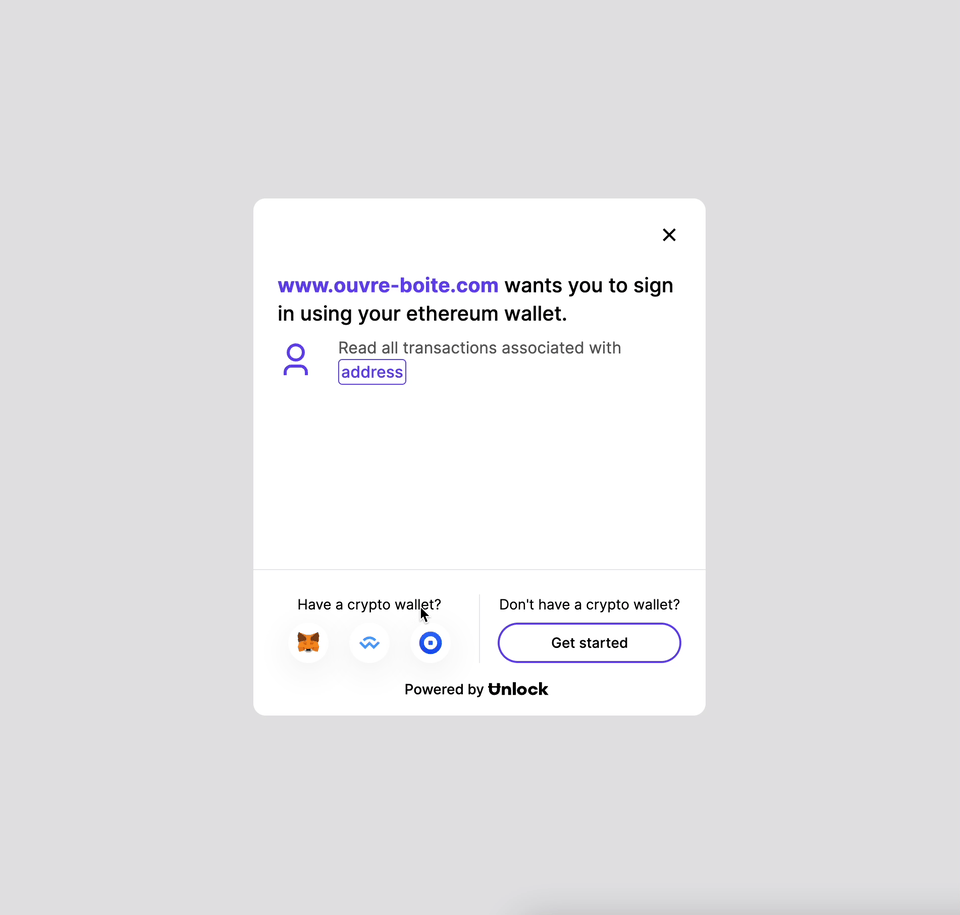 www.ouvre-boite.com wants you to sign
in using your ethereum wallet.
Read all transactions associated with
address
Have a crypto wallet?
Don't have a crypto wallet?
Get started
Powered by Unlock